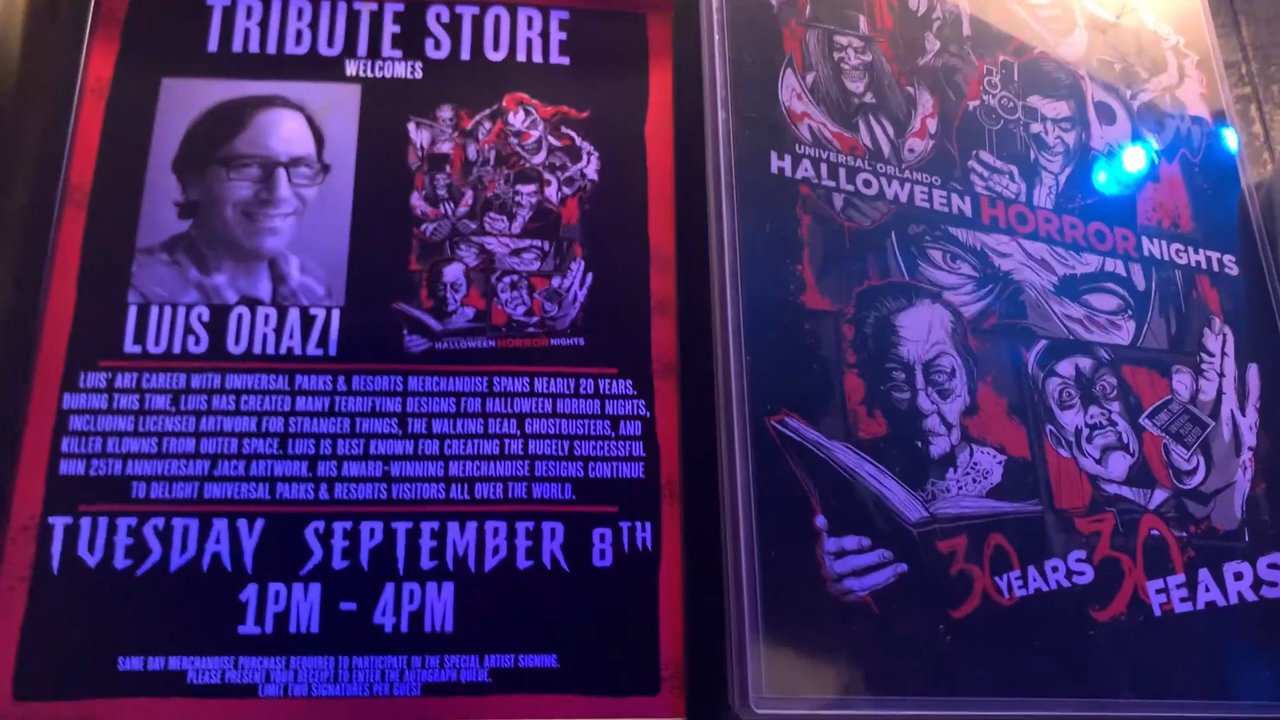 TRIBUTE STORE
WELCOMES
LUIS ORAZI
HALLOWEEN HORROR NIGHTS
LUIS' ART CAREER WITH UNIVERSAL PARKS & RESORTS MERCHANDISE SPANS NEARLY 20 YEARS.
DURING THIS TIME, LUIS HAS CREATED MANY TERRIFYING DESIGNS FOR HALLOWEEN HORROR NIGHTS,
INCLUDING LICENSED ARTWORK FOR STRANGER THINGS, THE WALKING DEAD, GHOSTBUSTERS, AND
KILLER KLOWNS FROM OUTER SPACE. LUIS IS BEST KNOWN FOR CREATING THE HUGELY SUCCESSFUL
HHN 25TH ANNIVERSARY JACK ARTWORK. HIS AWARD-WINNING MERCHANDISE DESIGNS CONTINUE
TO DELIGHT UNIVERSAL PARKS & RESORTS VISITORS ALL OVER THE WORLD.
TUESDAY SEPTEMBER 8TH
1PM - 4PM
SAME DAY MERCHANDISE PURCHASE REQUIRED TO PARTICIPATE IN THE SPECIAL ARTIST SIGNING.
PLEASE PRESENT YOUR RECEIPT TO ENTER THE AUTOGRAPH QUEUE.
LIMIT TWO SIGNATURES PER GUEST
UNIVERSAL ORLANDO
HALLOWEEN HORROR NIGHTS
30 YEARS 30 FEARS